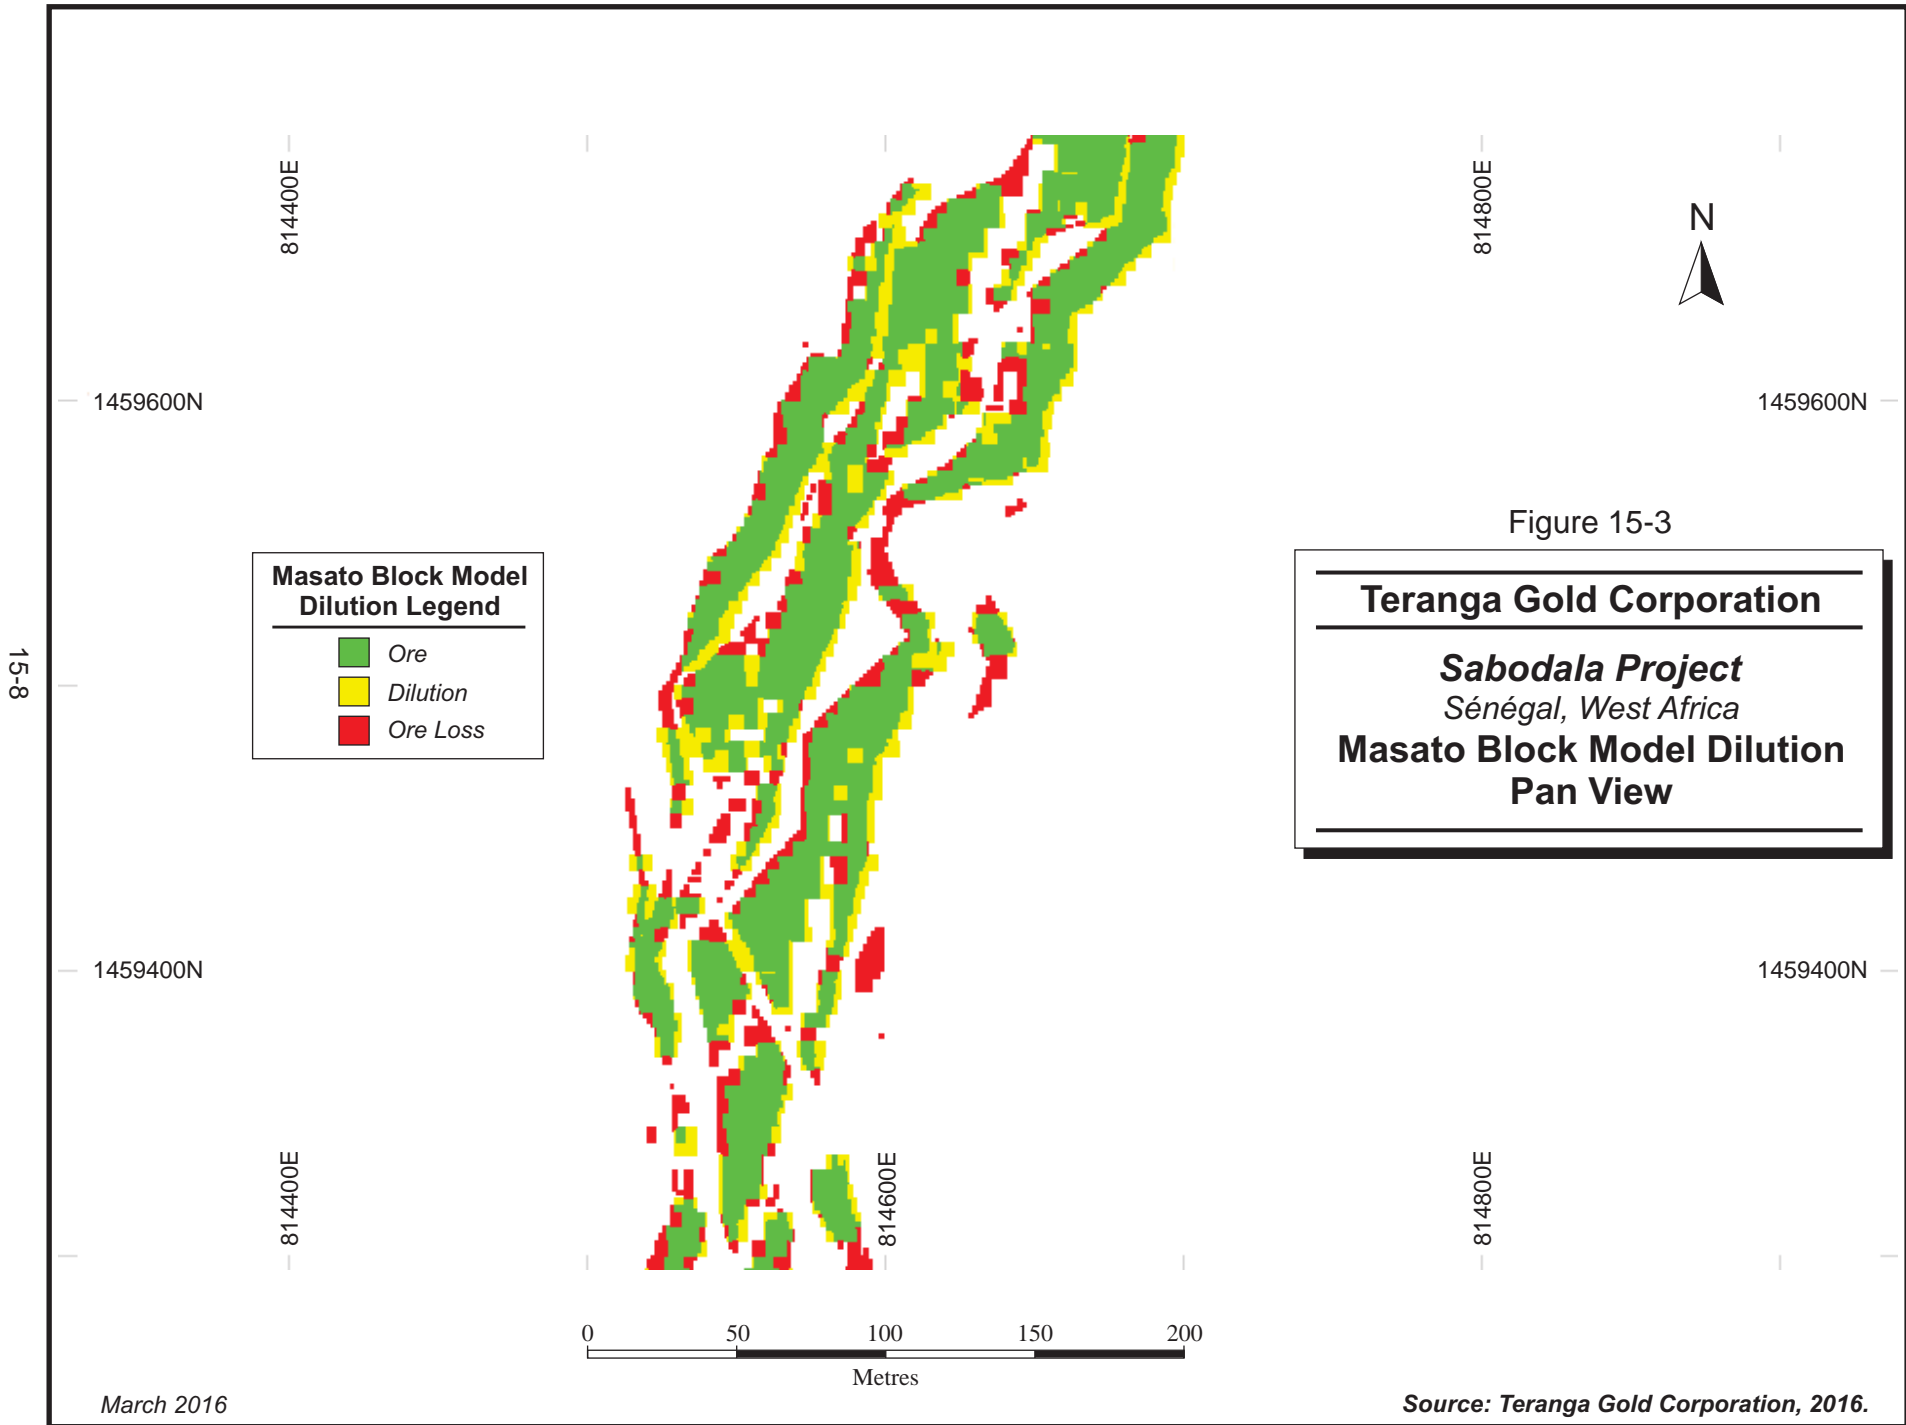 814400E
814800E
N
1459600N
1459600N
Figure 15-3
Teranga Gold Corporation
Sabodala Project
Sénégal, West Africa
Masato Block Model Dilution
Pan View
Masato Block Model
Dilution Legend
Ore
Dilution
Ore Loss
15-8
1459400N
1459400N
814400E
814600E
814800E
0 50 100 150 200
Metres
March 2016
Source: Teranga Gold Corporation, 2016.